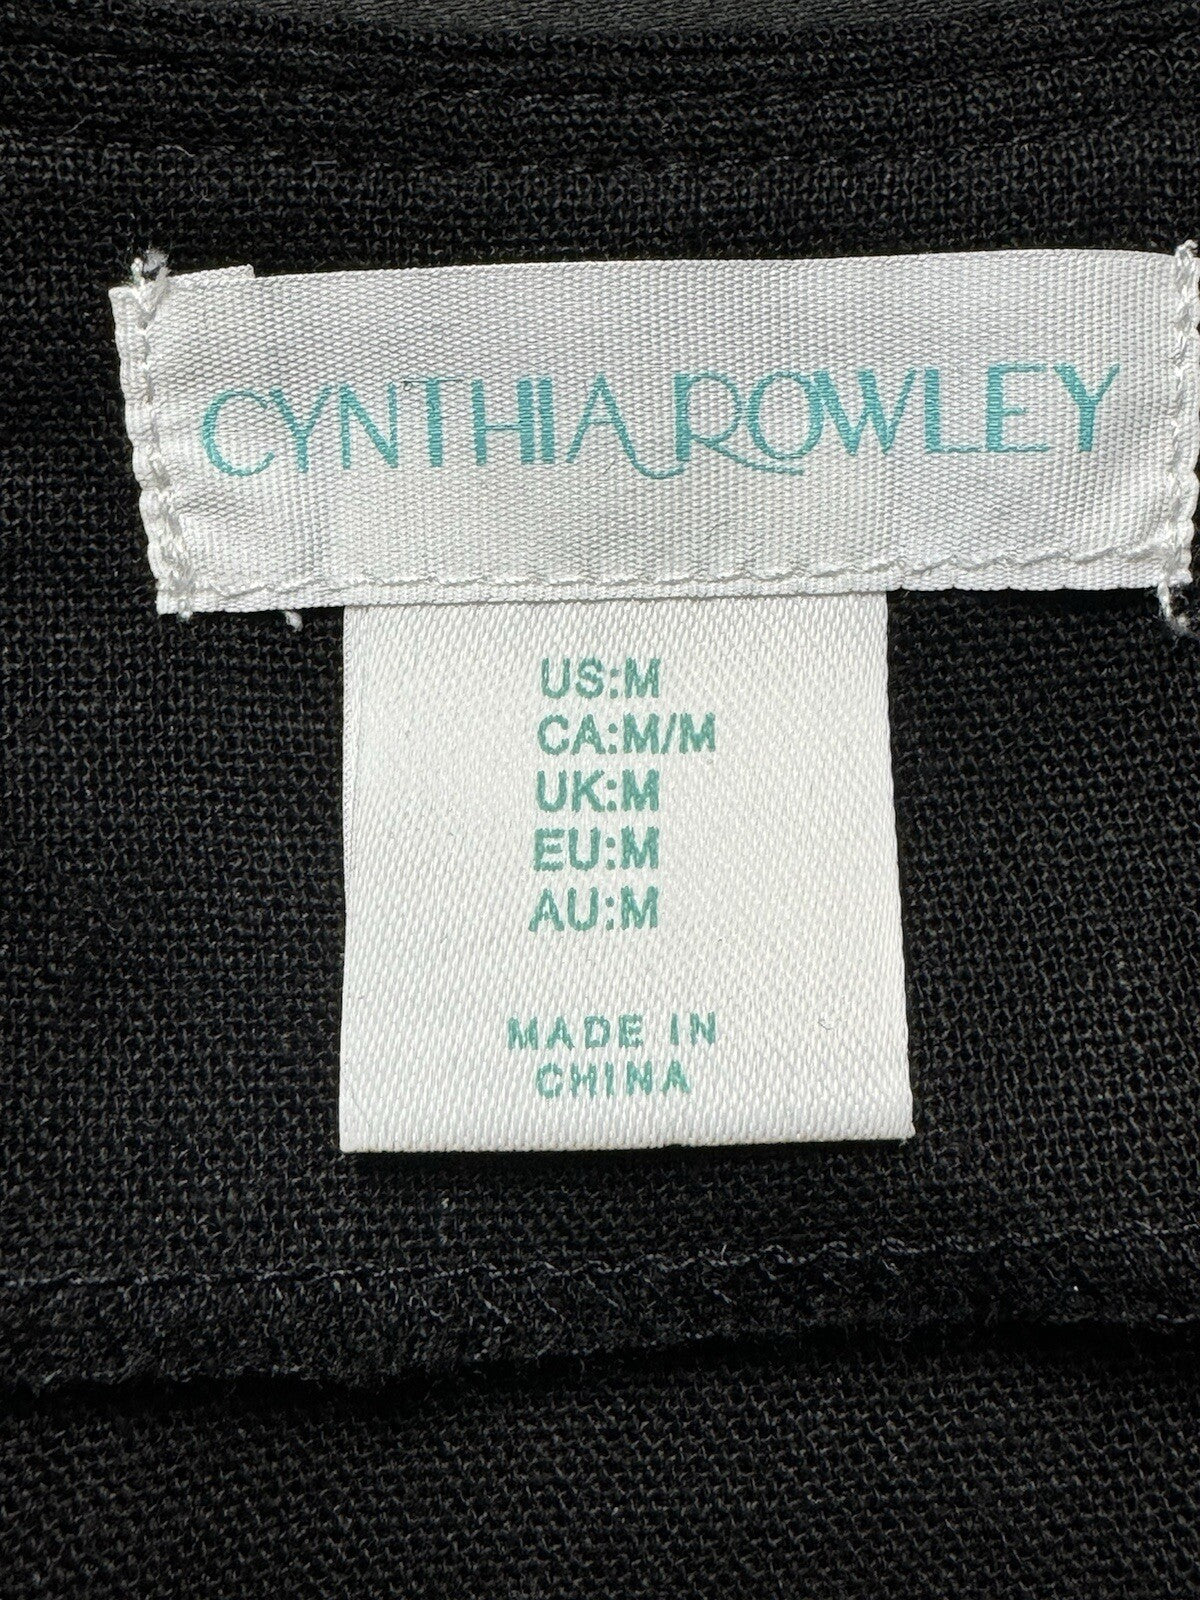 CYNTHIA ROWLEY
US:M
CA:M/M
UK:M
EU:M
AU:M
MADE IN
CHINA